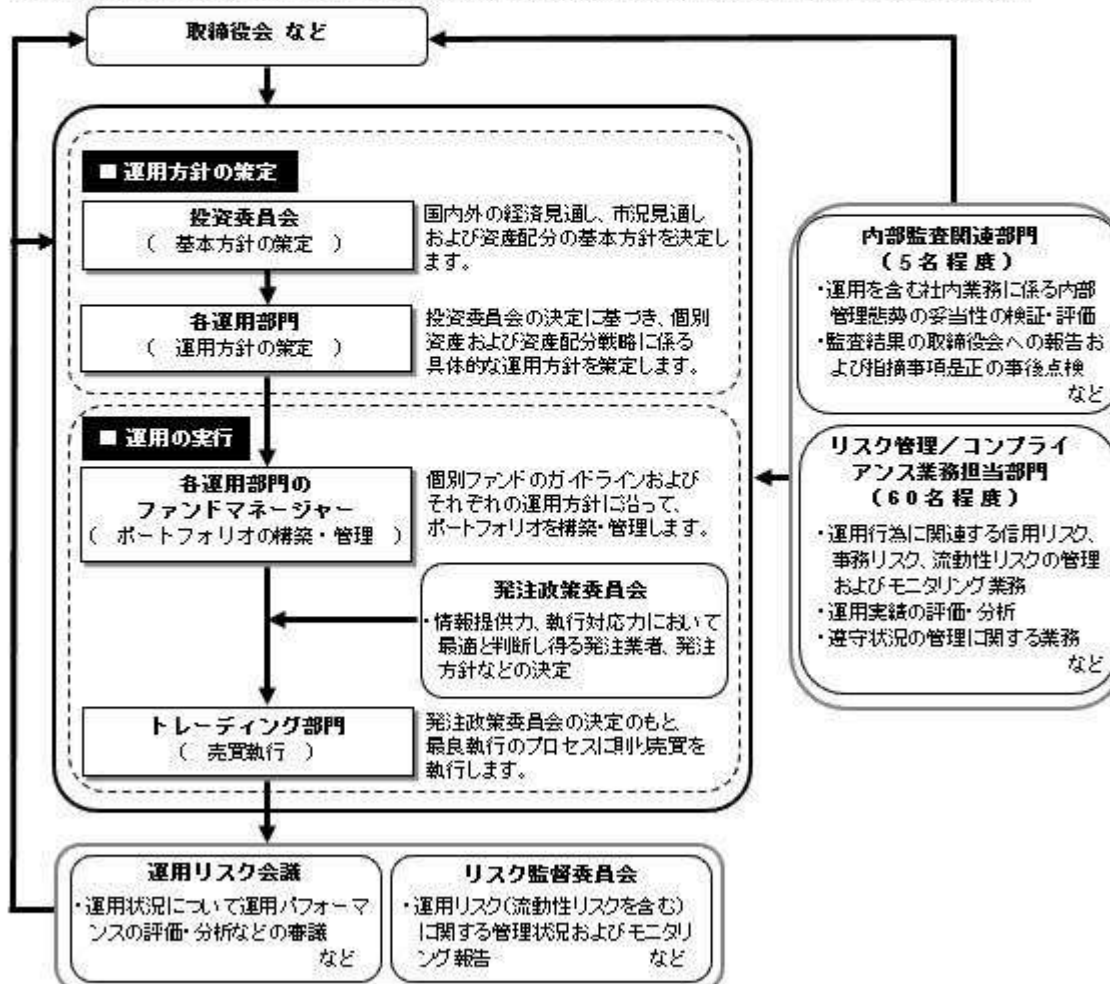 取締役会 など
■ 運用方針の策定
投資委員会
( 基本方針の策定 )
国内外の経済見通し、市況見通し
および資産配分の基本方針を決定し
ます。
各運用部門
( 運用方針の策定 )
投資委員会の決定に基づき、個別
資産および資産配分戦略に係る
具体的な運用方針を策定します。
■ 運用の実行
各運用部門の
ファンドマネージャー
( ポートフォリオの構築・管理 )
個別ファンドのガイドラインおよび
それぞれの運用方針に沿って、
ポートフォリオを構築・管理します。
発注政策委員会
・情報提供力、執行対応力において
最適と判断し得る発注業者、発注
方針などの決定
トレーディング部門
( 売買執行 )
発注政策委員会の決定のもと、
最良執行のプロセスに則り売買を
執行します。
運用リスク会議
・運用状況について運用パフォーマ
ンスの評価・分析などの審議
など
リスク監督委員会
・運用リスク(流動性リスクを含む)
に関する管理状況およびモニタリ
ング報告 など
内部監査関連部門
(5名程度)
・運用を含む社内業務に係る内部
管理態勢の妥当性の検証・評価
・監査結果の取締役会への報告お
よび指摘事項是正の事後点検
など
リスク管理/コンプライ
アンス業務担当部門
(60名程度)
・運用行為に関連する信用リスク、
事務リスク、流動性リスクの管理
およびモニタリング業務
・運用実績の評価・分析
・遵守状況の管理に関する業務
など